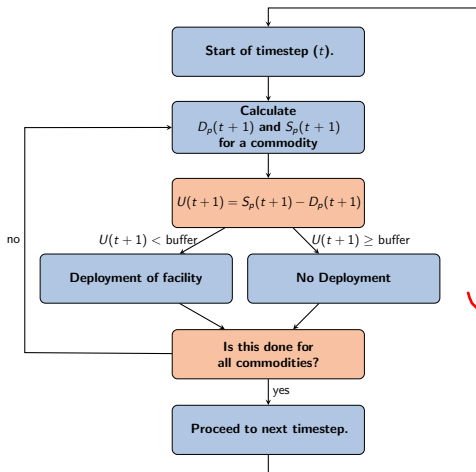 Start of timestep (t).
Calculate
D_p(t + 1) and S_p(t + 1)
for a commodity
U(t + 1) = S_p(t + 1) − D_p(t + 1)
U(t + 1) < buffer
U(t + 1) ≥ buffer
no
Deployment of facility
No Deployment
Is this done for
all commodities?
yes
Proceed to next timestep.